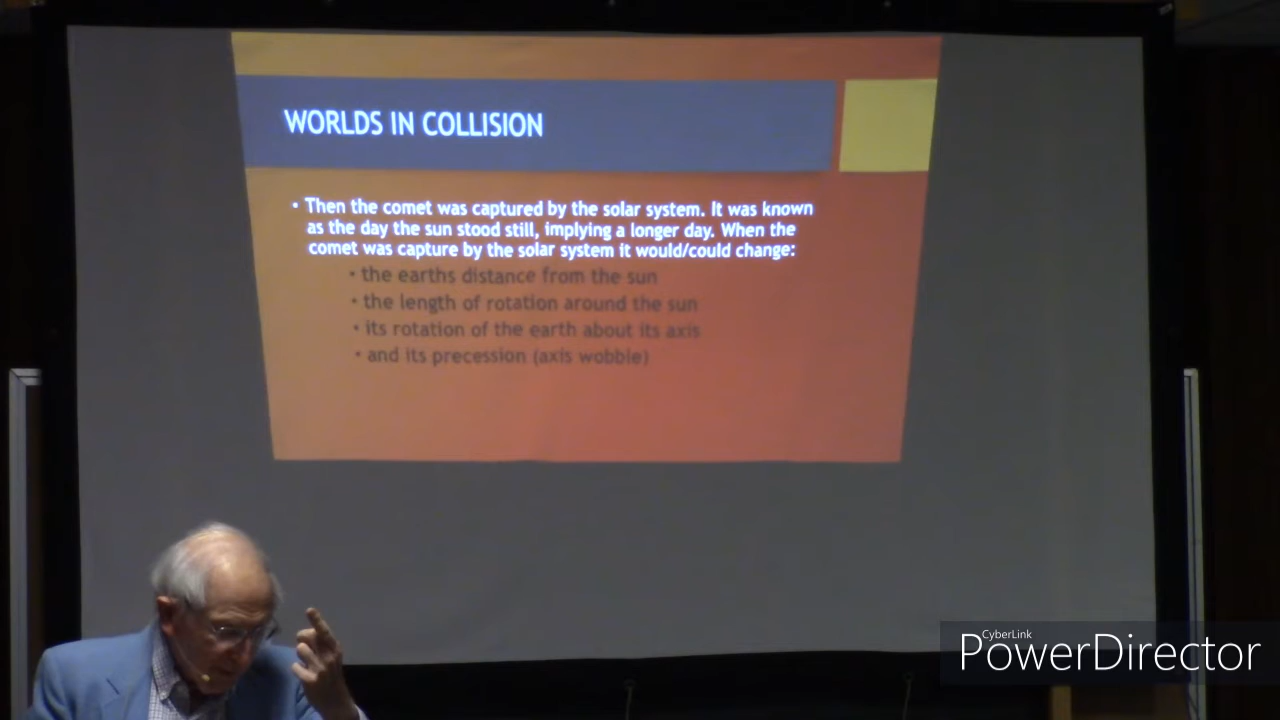 WORLDS IN COLLISION
• Then the comet was captured by the solar system. It was known
as the day the sun stood still, implying a longer day. When the
comet was capture by the solar system it would/could change:
• the earths distance from the sun
• the length of rotation around the sun
• its rotation of the earth about its axis
• and its precession (axis wobble)
CyberLink
PowerDirector